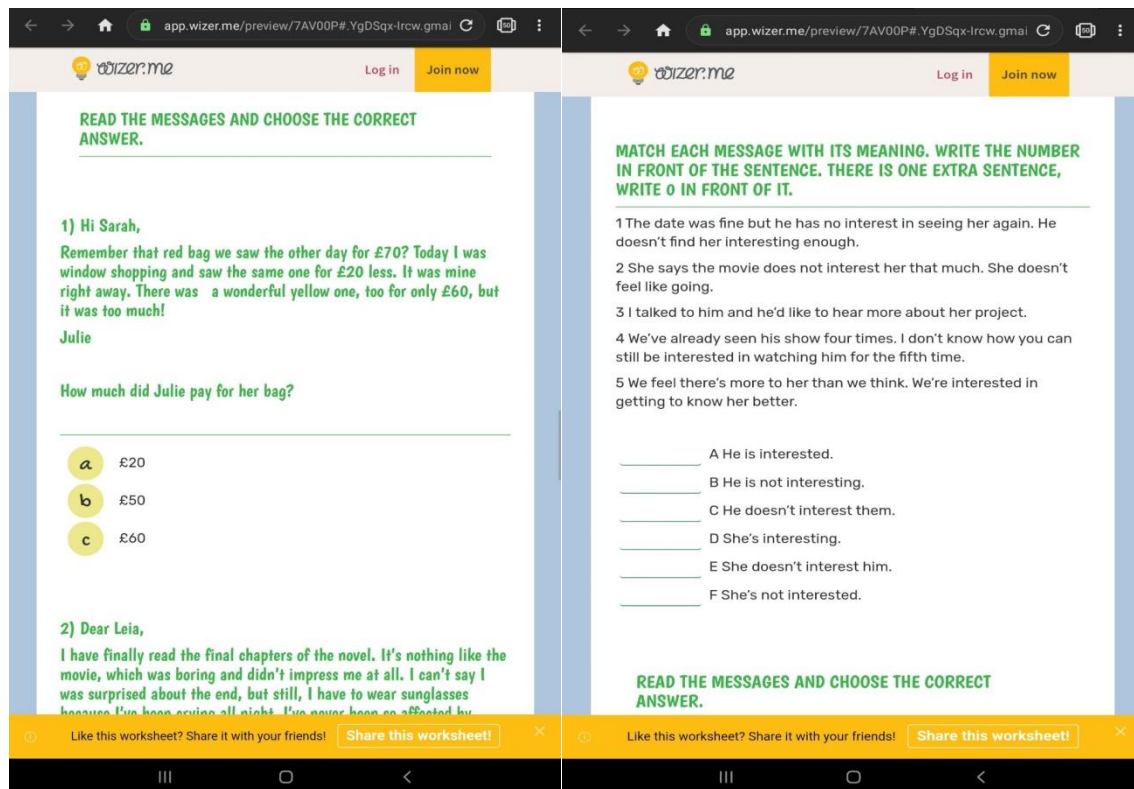 app.wizer.me/preview/7AV00P#.YgDSqx-Ircw.gmai
wizer.me
Log in
Join now
READ THE MESSAGES AND CHOOSE THE CORRECT
ANSWER.
1) Hi Sarah,
Remember that red bag we saw the other day for £70? Today I was
window shopping and saw the same one for £20 less. It was mine
right away. There was a wonderful yellow one, too for only £60, but
it was too much!
Julie
How much did Julie pay for her bag?
a £20
b £50
c £60
2) Dear Leia,
I have finally read the final chapters of the novel. It's nothing like the
movie, which was boring and didn't impress me at all. I can't say I
was surprised about the end, but still, I have to wear sunglasses
because I've been crying all night. I've never been so affected by
Like this worksheet? Share it with your friends!
Share this worksheet!
app.wizer.me/preview/7AV00P#.YgDSqx-Ircw.gmai
wizer.me
Log in
Join now
MATCH EACH MESSAGE WITH ITS MEANING. WRITE THE NUMBER
IN FRONT OF THE SENTENCE. THERE IS ONE EXTRA SENTENCE,
WRITE 0 IN FRONT OF IT.
1 The date was fine but he has no interest in seeing her again. He
doesn't find her interesting enough.
2 She says the movie does not interest her that much. She doesn't
feel like going.
3 I talked to him and he'd like to hear more about her project.
4 We've already seen his show four times. I don't know how you can
still be interested in watching him for the fifth time.
5 We feel there's more to her than we think. We're interested in
getting to know her better.
A He is interested.
B He is not interesting.
C He doesn't interest them.
D She's interesting.
E She doesn't interest him.
F She's not interested.
READ THE MESSAGES AND CHOOSE THE CORRECT
ANSWER.
Like this worksheet? Share it with your friends!
Share this worksheet!